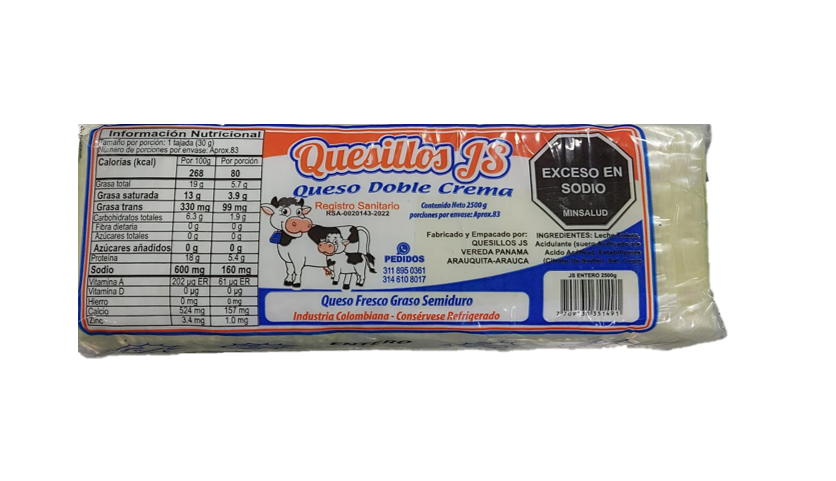 Información Nutricional
Tamaño por porción: 1 tajada (30 g)
Número de porciones por envase: Aprox.83
Calorías (kcal) Por 100g Por porción
268 80
Grasa total 19 g 5.7 g
Grasa saturada 13 g 3.9 g
Grasa trans 330 mg 99 mg
Carbohidratos totales 6.3 g 1.9 g
Fibra dietaria 0 g 0 g
Azúcares totales 0 g 0 g
Azúcares añadidos 0 g 0 g
Proteína 18 g 5.4 g
Sodio 600 mg 160 mg
Vitamina A 202 µg ER 61 µg ER
Vitamina D 0 µg 0 µg
Hierro 0 mg 0 mg
Calcio 524 mg 157 mg
Zinc 3.4 mg 1.0 mg
Quesillos JS
Queso Doble Crema
Registro Sanitario
RSA-0020143-2022
Contenido Neto 2500 g
porciones por envase: Aprox.83
PEDIDOS
311 895 0361
314 610 8017
Fabricado y Empacado por:
QUESILLOS JS
VEREDA PANAMA
ARAUQUITA-ARAUCA
Queso Fresco Graso Semiduro
Industria Colombiana - Consérvese Refrigerado
EXCESO EN
SODIO
MINSALUD
INGREDIENTES: Leche
Acidulante (suero
Acido
JS ENTERO 2500g
ENTERO